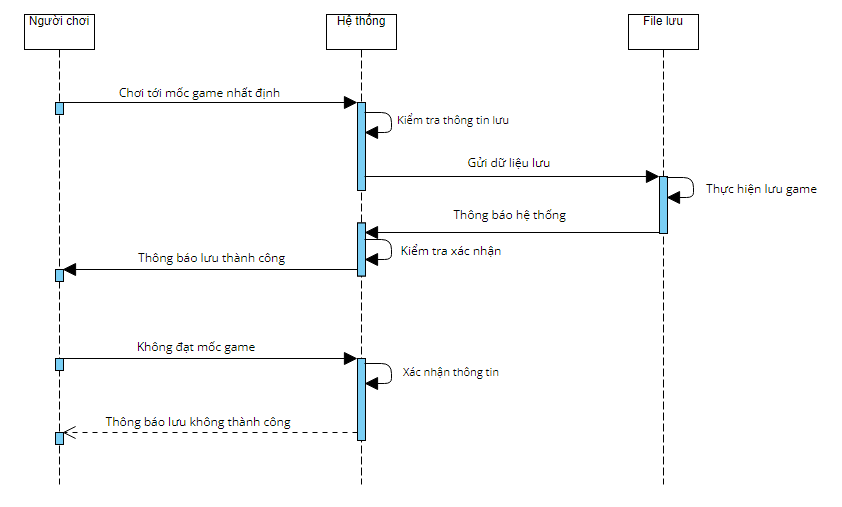 Người chơi
Hệ thống
File lưu
Chơi tới mốc game nhất định
Kiểm tra thông tin lưu
Gửi dữ liệu lưu
Thực hiện lưu game
Thông báo hệ thống
Kiểm tra xác nhận
Thông báo lưu thành công
Không đạt mốc game
Xác nhận thông tin
Thông báo lưu không thành công